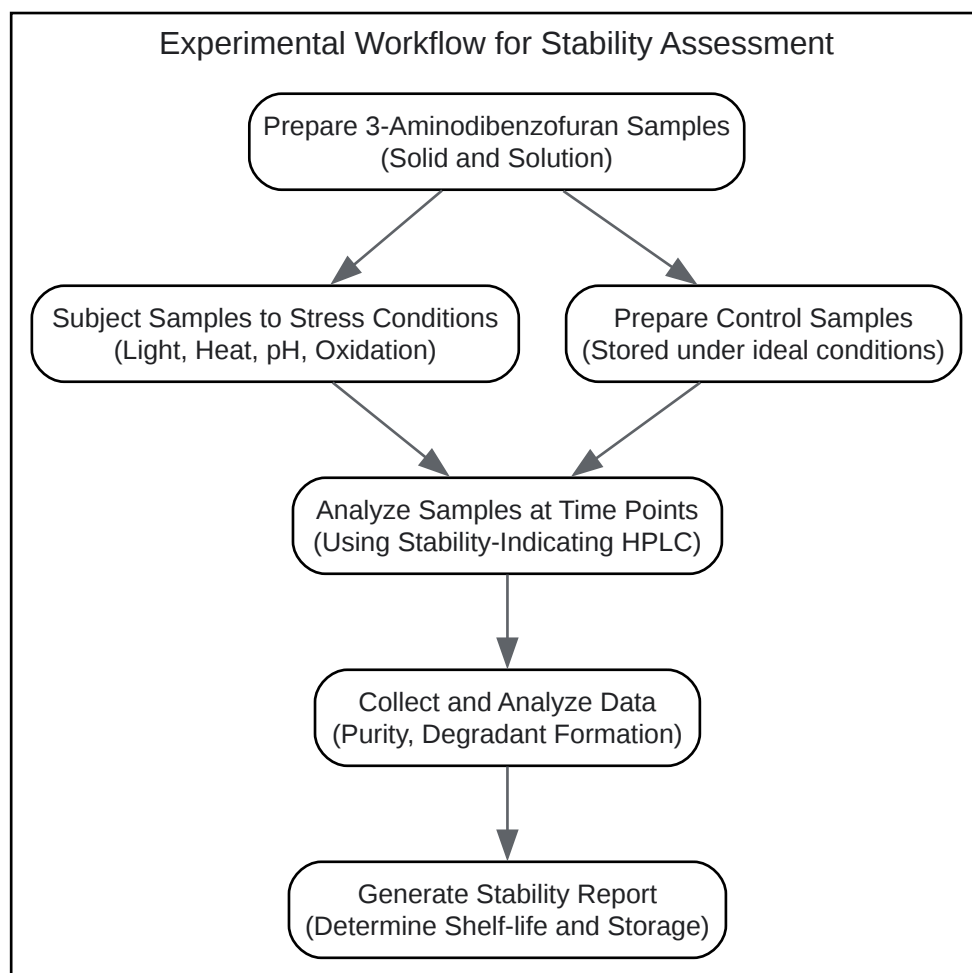 Experimental Workflow for Stability Assessment
Prepare 3-Aminodibenzofuran Samples
(Solid and Solution)
Subject Samples to Stress Conditions
(Light, Heat, pH, Oxidation)
Prepare Control Samples
(Stored under ideal conditions)
Analyze Samples at Time Points
(Using Stability-Indicating HPLC)
Collect and Analyze Data
(Purity, Degradant Formation)
Generate Stability Report
(Determine Shelf-life and Storage)